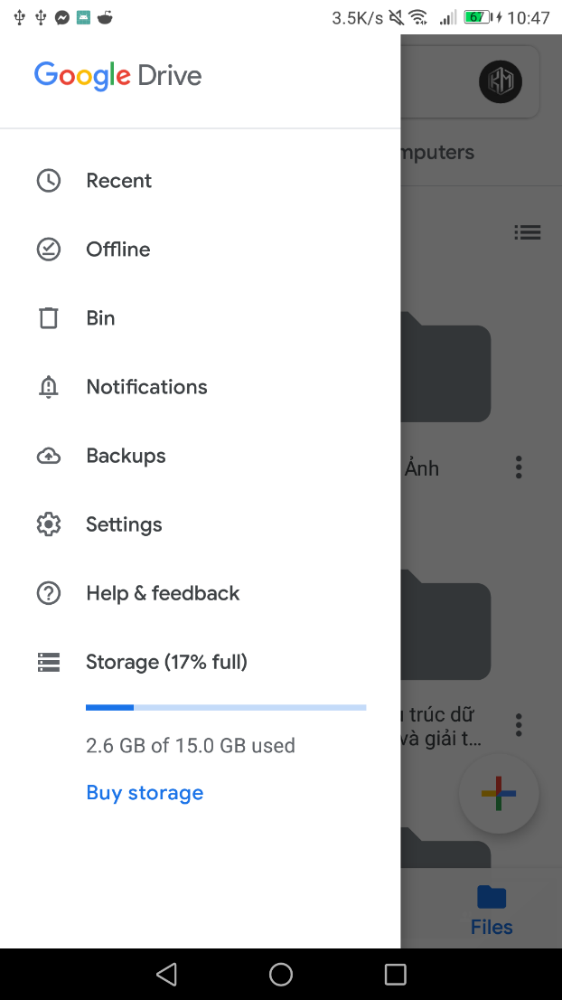 3.5K/s 67 10:47
Google Drive
Recent
Offline
Bin
Notifications
Backups
Settings
Help & feedback
Storage (17% full)
2.6 GB of 15.0 GB used
Buy storage
KM
Ảnh
trúc dữ
và giải t...
Files